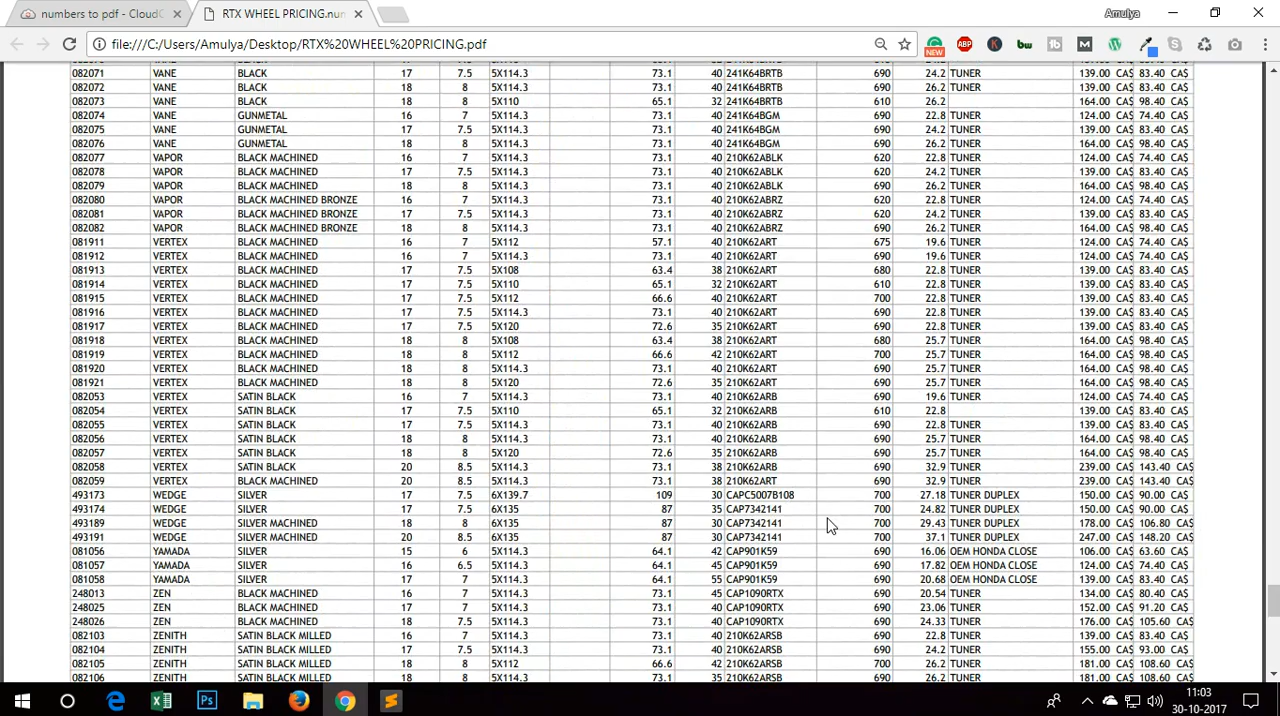 numbers to pdf - CloudC
RTX WHEEL PRICING.num
Amulya
file:///C:/Users/Amulya/Desktop/RTX%20WHEEL%20PRICING.pdf
ABP K bw tb M NEW
082071 VANE BLACK 17 7.5 5X114.3 73.1 40 241K64BRTB 690 24.2 TUNER 139.00 CA$ 83.40 CA$
082072 VANE BLACK 18 8 5X114.3 73.1 40 241K64BRTB 690 26.2 TUNER 139.00 CA$ 83.40 CA$
082073 VANE BLACK 18 8 5X110 65.1 32 241K64BRTB 610 26.2 164.00 CA$ 98.40 CA$
082074 VANE GUNMETAL 16 7 5X114.3 73.1 40 241K64BGM 690 22.8 TUNER 124.00 CA$ 74.40 CA$
082075 VANE GUNMETAL 17 7.5 5X114.3 73.1 40 241K64BGM 690 24.2 TUNER 139.00 CA$ 83.40 CA$
082076 VANE GUNMETAL 18 8 5X114.3 73.1 40 241K64BGM 690 26.2 TUNER 164.00 CA$ 98.40 CA$
082077 VAPOR BLACK MACHINED 16 7 5X114.3 73.1 40 210K62ABLK 620 22.8 TUNER 124.00 CA$ 74.40 CA$
082078 VAPOR BLACK MACHINED 17 7.5 5X114.3 73.1 40 210K62ABLK 620 24.2 TUNER 139.00 CA$ 83.40 CA$
082079 VAPOR BLACK MACHINED 18 8 5X114.3 73.1 40 210K62ABLK 690 26.2 TUNER 164.00 CA$ 98.40 CA$
082080 VAPOR BLACK MACHINED BRONZE 16 7 5X114.3 73.1 40 210K62ABRZ 620 22.8 TUNER 124.00 CA$ 74.40 CA$
082081 VAPOR BLACK MACHINED BRONZE 17 7.5 5X114.3 73.1 40 210K62ABRZ 620 24.2 TUNER 139.00 CA$ 83.40 CA$
082082 VAPOR BLACK MACHINED BRONZE 18 8 5X114.3 73.1 40 210K62ABRZ 690 26.2 TUNER 164.00 CA$ 98.40 CA$
081911 VERTEX BLACK MACHINED 16 7 5X112 57.1 40 210K62ART 675 19.6 TUNER 124.00 CA$ 74.40 CA$
081912 VERTEX BLACK MACHINED 16 7 5X114.3 73.1 40 210K62ART 690 19.6 TUNER 124.00 CA$ 74.40 CA$
081913 VERTEX BLACK MACHINED 17 7.5 5X108 63.4 38 210K62ART 680 22.8 TUNER 139.00 CA$ 83.40 CA$
081914 VERTEX BLACK MACHINED 17 7.5 5X110 65.1 32 210K62ART 610 22.8 TUNER 139.00 CA$ 83.40 CA$
081915 VERTEX BLACK MACHINED 17 7.5 5X112 66.6 40 210K62ART 700 22.8 TUNER 139.00 CA$ 83.40 CA$
081916 VERTEX BLACK MACHINED 17 7.5 5X114.3 73.1 40 210K62ART 690 22.8 TUNER 139.00 CA$ 83.40 CA$
081917 VERTEX BLACK MACHINED 17 7.5 5X120 72.6 35 210K62ART 690 22.8 TUNER 139.00 CA$ 83.40 CA$
081918 VERTEX BLACK MACHINED 18 8 5X108 63.4 38 210K62ART 680 25.7 TUNER 164.00 CA$ 98.40 CA$
081919 VERTEX BLACK MACHINED 18 8 5X112 66.6 42 210K62ART 700 25.7 TUNER 164.00 CA$ 98.40 CA$
081920 VERTEX BLACK MACHINED 18 8 5X114.3 73.1 40 210K62ART 690 25.7 TUNER 164.00 CA$ 98.40 CA$
081921 VERTEX BLACK MACHINED 18 8 5X120 72.6 35 210K62ART 690 25.7 TUNER 164.00 CA$ 98.40 CA$
082053 VERTEX SATIN BLACK 16 7 5X114.3 73.1 40 210K62ARB 690 19.6 TUNER 124.00 CA$ 74.40 CA$
082054 VERTEX SATIN BLACK 17 7.5 5X110 65.1 32 210K62ARB 610 22.8 139.00 CA$ 83.40 CA$
082055 VERTEX SATIN BLACK 17 7.5 5X114.3 73.1 40 210K62ARB 690 22.8 TUNER 139.00 CA$ 83.40 CA$
082056 VERTEX SATIN BLACK 18 8 5X114.3 73.1 40 210K62ARB 690 25.7 TUNER 164.00 CA$ 98.40 CA$
082057 VERTEX SATIN BLACK 18 8 5X120 72.6 35 210K62ARB 690 25.7 TUNER 164.00 CA$ 98.40 CA$
082058 VERTEX SATIN BLACK 20 8.5 5X114.3 73.1 38 210K62ARB 690 32.9 TUNER 239.00 CA$ 143.40 CA$
082059 VERTEX BLACK MACHINED 20 8.5 5X114.3 73.1 38 210K62ART 690 32.9 TUNER 239.00 CA$ 143.40 CA$
493173 WEDGE SILVER 17 7.5 6X139.7 109 30 CAPC5007B108 700 27.18 TUNER DUPLEX 150.00 CA$ 90.00 CA$
493174 WEDGE SILVER 17 7.5 6X135 87 35 CAP7342141 700 24.82 TUNER DUPLEX 150.00 CA$ 90.00 CA$
493189 WEDGE SILVER MACHINED 18 8 6X135 87 30 CAP7342141 700 29.43 TUNER DUPLEX 178.00 CA$ 106.80 CA$
493191 WEDGE SILVER MACHINED 20 8.5 6X135 87 30 CAP7342141 700 37.1 TUNER DUPLEX 247.00 CA$ 148.20 CA$
081056 YAMADA SILVER 15 6 5X114.3 64.1 42 CAP901K59 690 16.06 OEM HONDA CLOSE 106.00 CA$ 63.60 CA$
081057 YAMADA SILVER 16 6.5 5X114.3 64.1 45 CAP901K59 690 17.82 OEM HONDA CLOSE 124.00 CA$ 74.40 CA$
081058 YAMADA SILVER 17 7 5X114.3 64.1 55 CAP901K59 690 20.68 OEM HONDA CLOSE 139.00 CA$ 83.40 CA$
248013 ZEN BLACK MACHINED 16 7 5X114.3 73.1 45 CAP1090RTX 690 20.54 TUNER 134.00 CA$ 80.40 CA$
248025 ZEN BLACK MACHINED 17 7 5X114.3 73.1 40 CAP1090RTX 690 23.06 TUNER 152.00 CA$ 91.20 CA$
248026 ZEN BLACK MACHINED 18 7.5 5X114.3 73.1 40 CAP1090RTX 690 24.33 TUNER 176.00 CA$ 105.60 CA$
082103 ZENITH SATIN BLACK MILLED 16 7 5X114.3 73.1 40 210K62ARSB 690 22.8 TUNER 139.00 CA$ 83.40 CA$
082104 ZENITH SATIN BLACK MILLED 17 7.5 5X114.3 73.1 40 210K62ARSB 690 24.2 TUNER 155.00 CA$ 93.00 CA$
082105 ZENITH SATIN BLACK MILLED 18 8 5X112 66.6 42 210K62ARSB 700 26.2 TUNER 181.00 CA$ 108.60 CA$
082106 ZENITH SATIN BLACK MILLED 18 8 5X114.3 73.1 35 210K62ARSB 690 26.2 TUNER 181.00 CA$ 108.60 CA$
Ps
11:03
30-10-2017